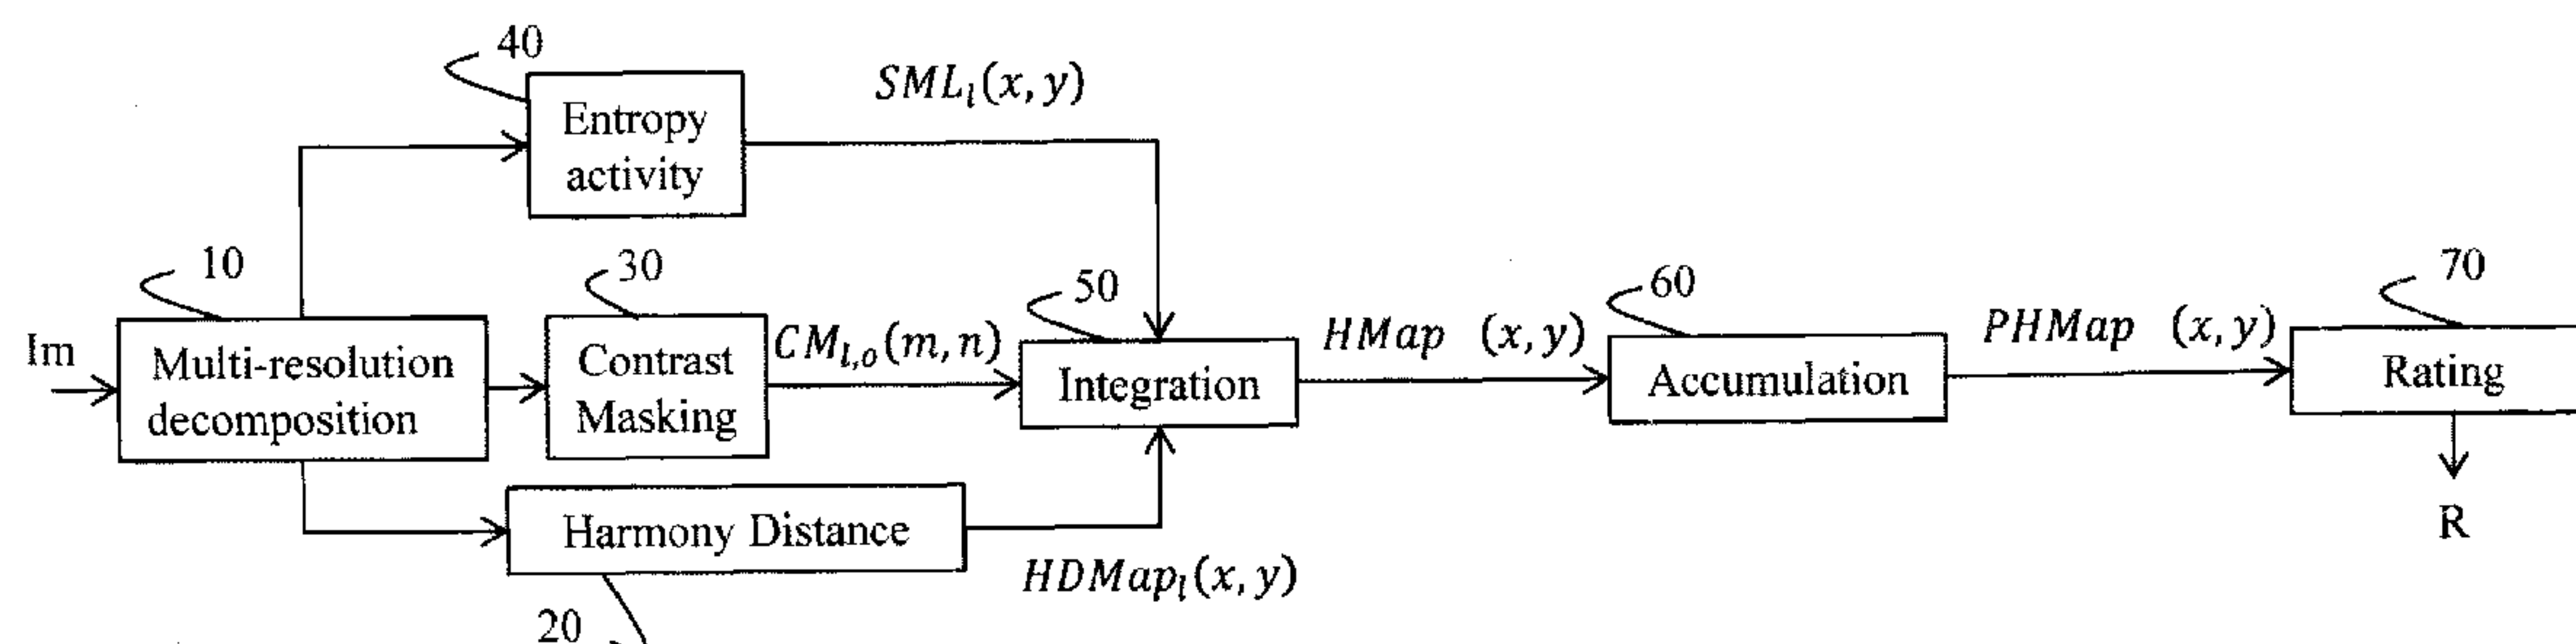 40
SML_l(x, y)
Entropy
activity
10
30
50
60
70
Im
Multi-resolution
decomposition
Contrast
Masking
CM_{l,o}(m, n)
Integration
HMap (x, y)
Accumulation
PHMap (x, y)
Rating
Harmony Distance
HDMap_l(x, y)
R
20